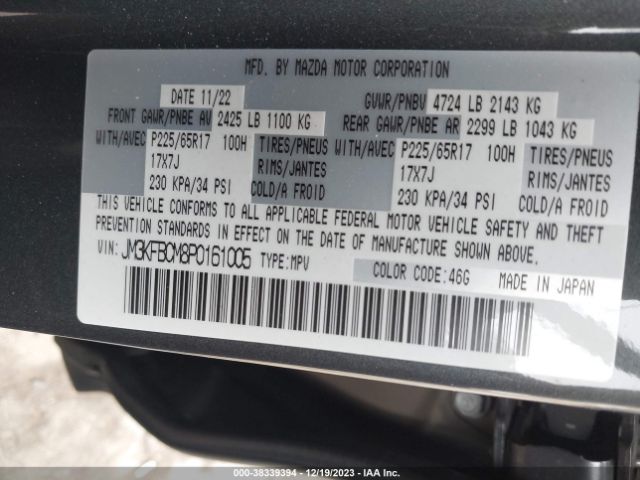 MFD. BY MAZDA MOTOR CORPORATION
DATE 11/22 GVWR/PNBV 4724 LB 2143 KG
FRONT GAWR/PNBE AV 2425 LB 1100 KG REAR GAWR/PNBE AR 2299 LB 1043 KG
WITH/AVEC P225/65R17 100H TIRES/PNEUS WITH/AVEC P225/65R17 100H TIRES/PNEUS
17X7J RIMS/JANTES 17X7J RIMS/JANTES
230 KPA/34 PSI COLD/A FROID 230 KPA/34 PSI COLD/A FROID
THIS VEHICLE CONFORMS TO ALL APPLICABLE FEDERAL MOTOR VEHICLE SAFETY AND THEFT
PREVENTION STANDARDS IN EFFECT ON THE DATE OF MANUFACTURE SHOWN ABOVE.
VIN: JM3KFBCM8P0161005 TYPE:MPV
COLOR CODE:46G MADE IN JAPAN
000-38339394 - 12/19/2023 - IAA Inc.